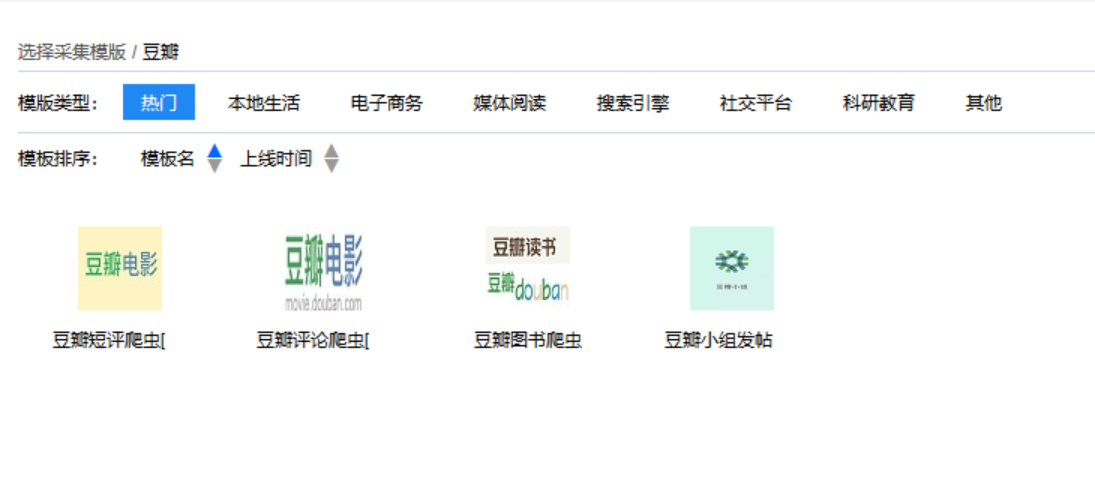 选择采集模版 / 豆瓣
模版类型： 热门 本地生活 电子商务 媒体阅读 搜索引擎 社交平台 科研教育 其他
模板排序： 模板名 上线时间
豆瓣电影
豆瓣电影
movie.douban.com
豆瓣读书
豆瓣douban
豆瓣小组
豆瓣短评爬虫[ 豆瓣评论爬虫[ 豆瓣图书爬虫 豆瓣小组发帖